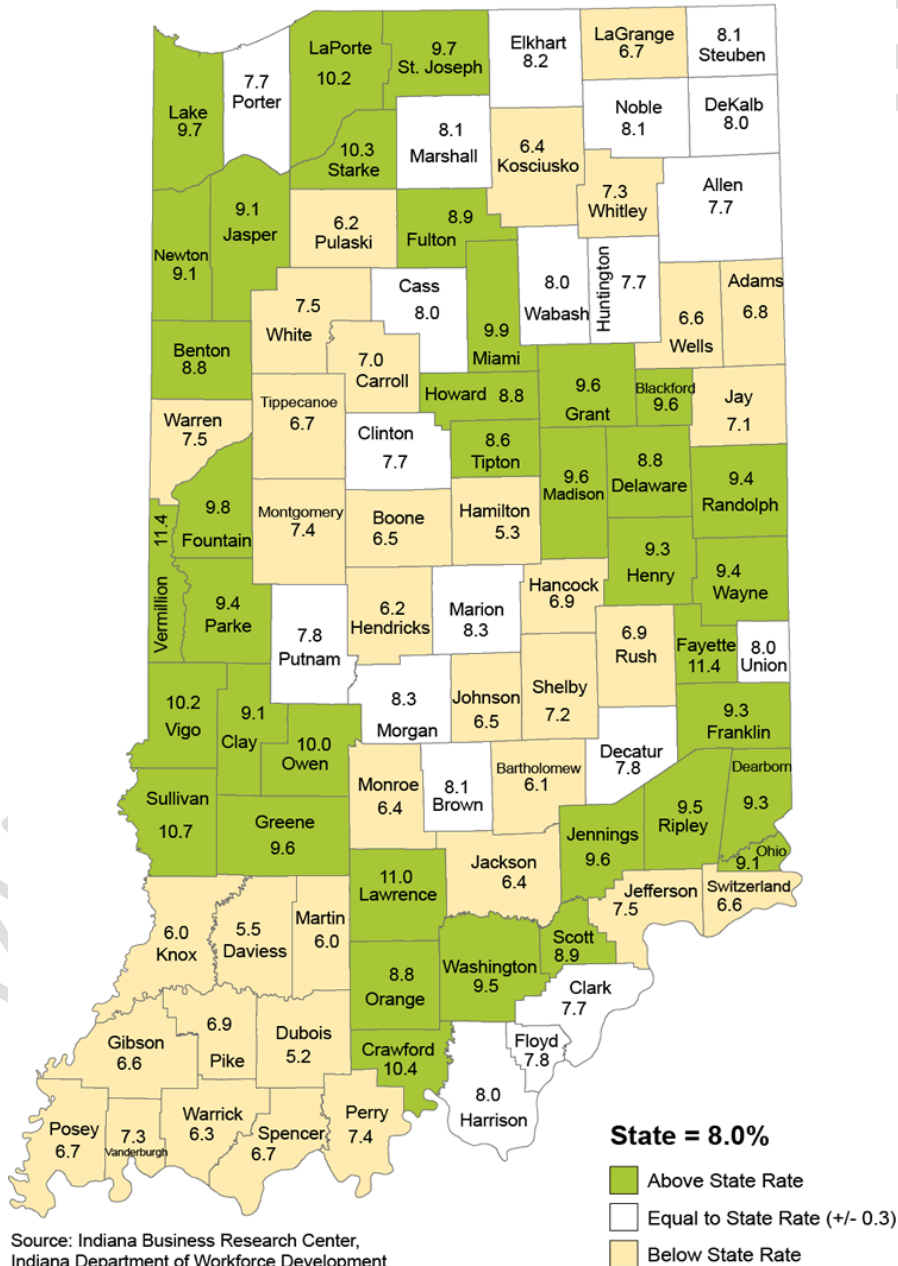 LaPorte
10.2
9.7
St. Joseph
Elkhart
8.2
LaGrange
6.7
8.1
Steuben
7.7
Porter
Lake
9.7
10.3
Starke
8.1
Marshall
6.4
Kosciusko
Noble
8.1
DeKalb
8.0
7.3
Whitley
Allen
7.7
Newton
9.1
9.1
Jasper
6.2
Pulaski
8.9
Fulton
7.5
White
Cass
8.0
9.9
Miami
8.0
Wabash
Huntington
7.7
6.6
Wells
Adams
6.8
Benton
8.8
7.0
Carroll
Howard 8.8
9.6
Grant
Blackford
9.6
Jay
7.1
Warren
7.5
Tippecanoe
6.7
Clinton
7.7
8.6
Tipton
9.6
Madison
8.8
Delaware
9.4
Randolph
11.4
Vermillion
9.8
Fountain
Montgomery
7.4
Boone
6.5
Hamilton
5.3
9.3
Henry
9.4
Wayne
9.4
Parke
7.8
Putnam
6.2
Hendricks
Marion
8.3
Hancock
6.9
6.9
Rush
Fayette
11.4
8.0
Union
10.2
Vigo
9.1
Clay
10.0
Owen
8.3
Morgan
Johnson
6.5
Shelby
7.2
Decatur
7.8
9.3
Franklin
Sullivan
10.7
Greene
9.6
Monroe
6.4
8.1
Brown
Bartholomew
6.1
Jennings
9.6
9.5
Ripley
Dearborn
9.3
Ohio
9.1
6.0
Knox
5.5
Daviess
Martin
6.0
11.0
Lawrence
Jackson
6.4
Jefferson
7.5
Switzerland
6.6
8.8
Orange
Washington
9.5
Scott
8.9
Clark
7.7
Gibson
6.6
6.9
Pike
Dubois
5.2
Crawford
10.4
Floyd
7.8
8.0
Harrison
Posey
6.7
7.3
Vanderburgh
Warrick
6.3
Spencer
6.7
Perry
7.4
State = 8.0%
Above State Rate
Equal to State Rate (+/- 0.3)
Below State Rate
Source: Indiana Business Research Center,
Indiana Department of Workforce Development